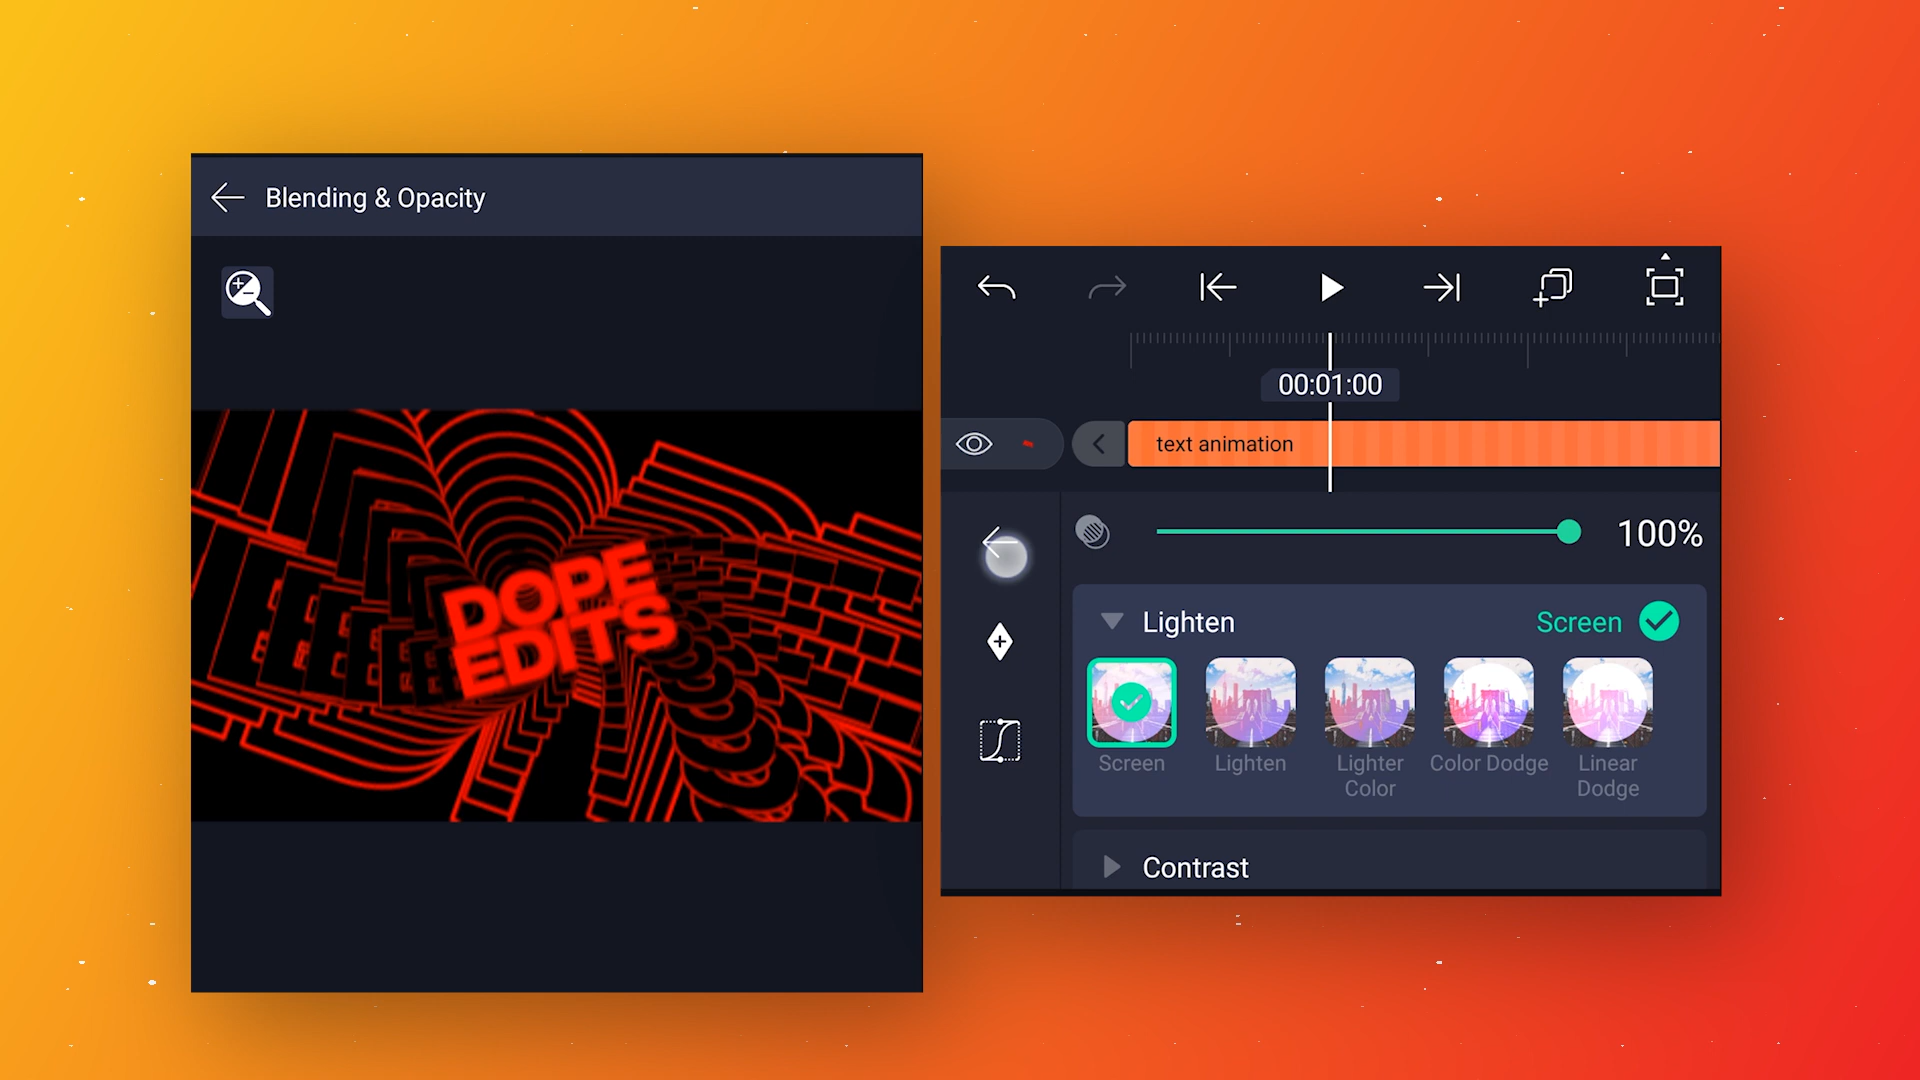 Blending & Opacity
DOPE
EDITS
00:01:00
text animation
100%
Lighten
Screen
Screen
Lighten
Lighter
Color
Color Dodge
Linear
Dodge
Contrast